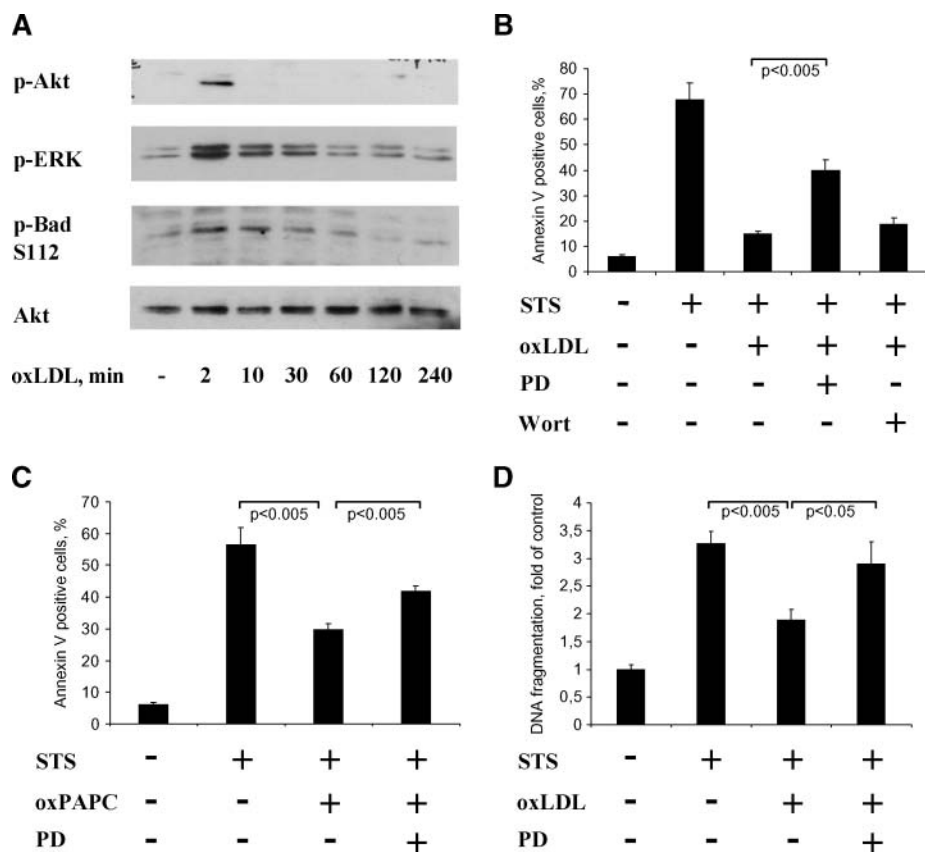 A
p-Akt
p-ERK
p-Bad
S112
Akt
oxLDL, min - 2 10 30 60 120 240
B
Annexin V positive cells,%
80
70
60
50
40
30
20
10
0
p<0.005
STS - + + + +
oxLDL - - + + +
PD - - - + -
Wort - - - - +
C
Annexin V positive cells, %
70
60
50
40
30
20
10
0
p<0.005 p<0.005
STS - + + +
oxPAPC - - + +
PD - - - +
D
DNA fragmentation, fold of control
4
3.5
3
2.5
2
1.5
1
0,5
0
p<0.005 p<0.05
STS - + + +
oxLDL - - + +
PD - - - +